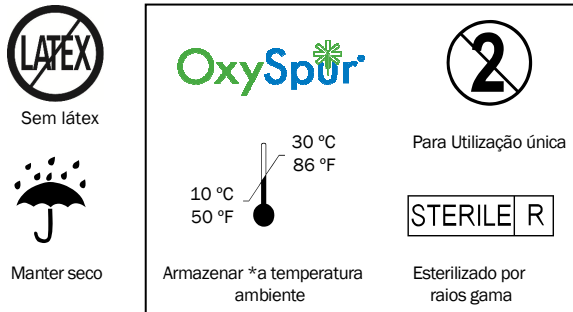 LATEX
Sem látex
Manter seco
OxySpur
30 ºC
86 ºF
10 ºC
50 ºF
Armazenar *a temperatura
ambiente
2
Para Utilização única
STERILE R
Esterilizado por
raios gama